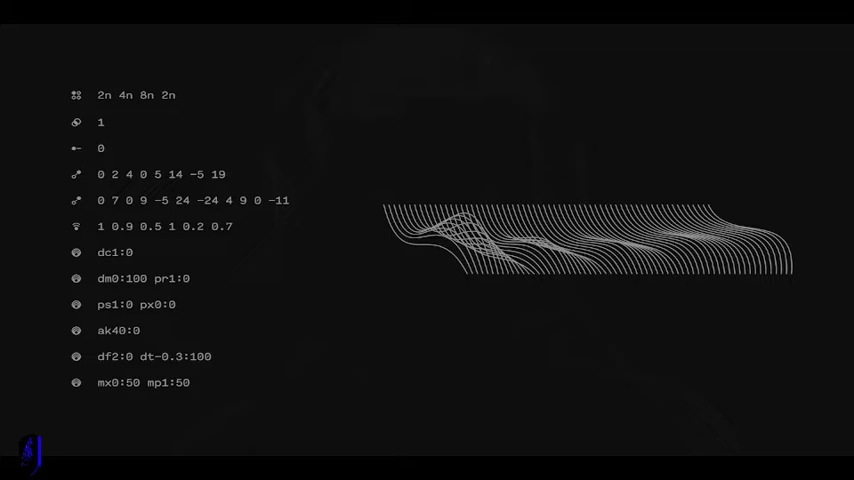 2n 4n 8n 2n
1
0
0 2 4 0 5 14 -5 19
0 7 0 9 -5 24 -24 4 9 0 -11
1 0.9 0.5 1 0.2 0.7
dc1:0
dm0:100 pr1:0
ps1:0 px0:0
ak40:0
df2:0 dt-0.3:100
mx0:50 mp1:50